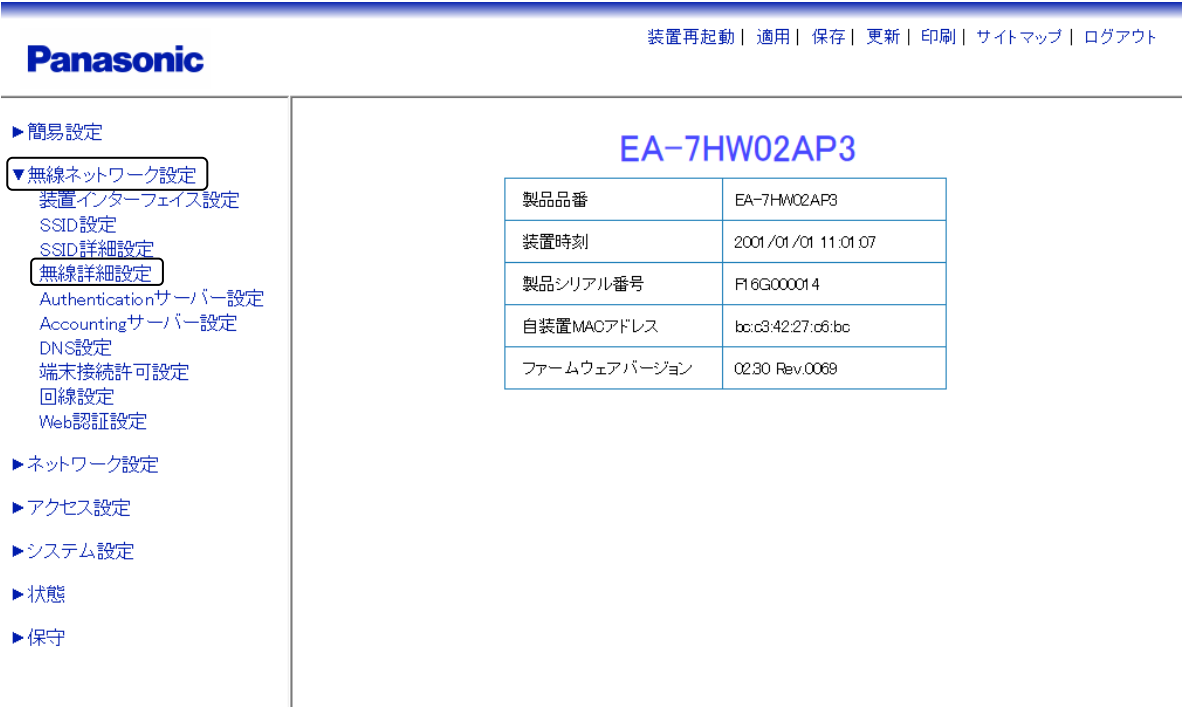 装置再起動| 適用| 保存| 更新| 印刷| サイトマップ| ログアウト
Panasonic
►簡易設定
▼無線ネットワーク設定
装置インターフェイス設定
SSID設定
SSID詳細設定
無線詳細設定
Authenticationサーバー設定
Accountingサーバー設定
DNS設定
端末接続許可設定
回線設定
Web認証設定
►ネットワーク設定
►アクセス設定
►システム設定
►状態
►保守
EA-7HW02AP3
製品品番 EA-7HW02AP3
装置時刻 2001/01/01 11:01:07
製品シリアル番号 F16G000014
自装置MACアドレス bc:c3:42:27:c6:bc
ファームウェアバージョン 02.30 Rev.0069